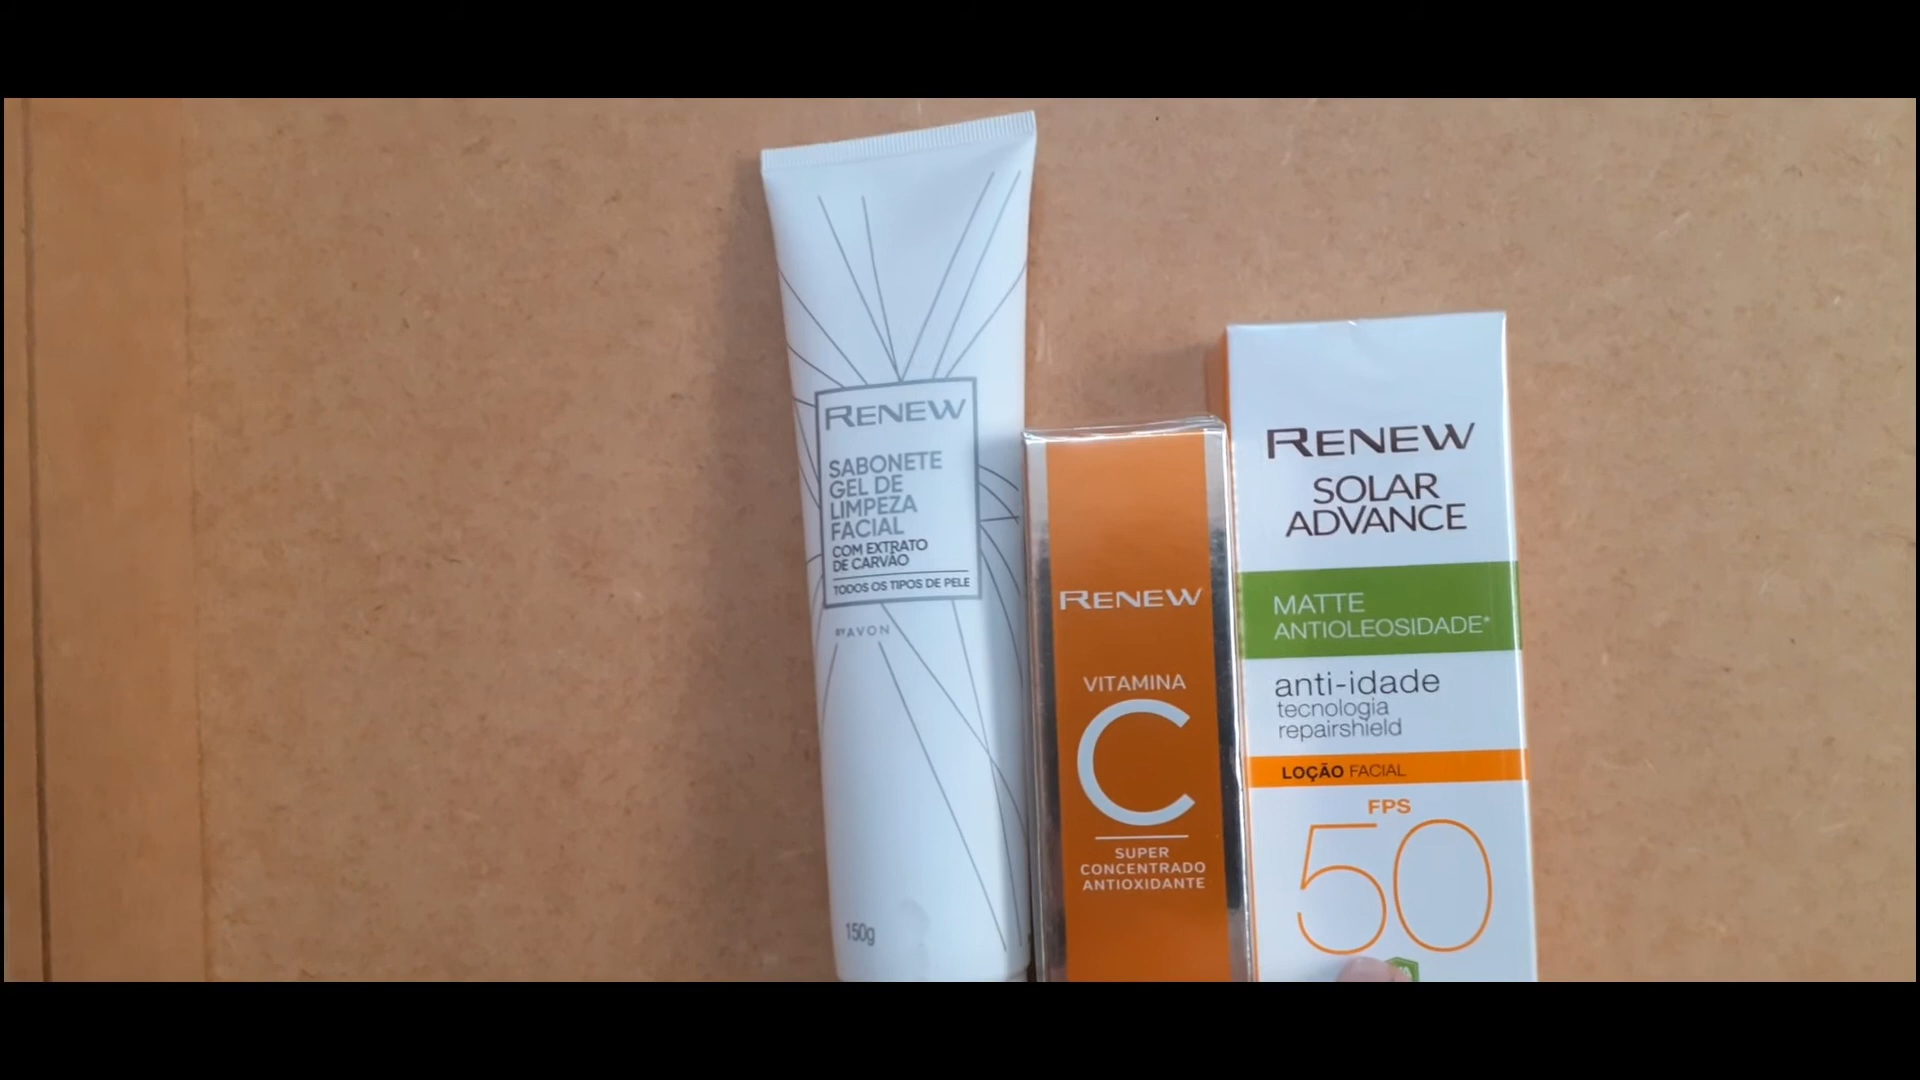 RENEW
SABONETE
GEL DE
LIMPEZA
FACIAL
COM EXTRATO
DE CARVÃO
TODOS OS TIPOS DE PELE
BY AVON
150g
RENEW
VITAMINA
C
SUPER
CONCENTRADO
ANTIOXIDANTE
RENEW
SOLAR
ADVANCE
MATTE
ANTIOLEOSIDADE*
anti-idade
tecnologia
repairshield
LOÇÃO FACIAL
FPS
50